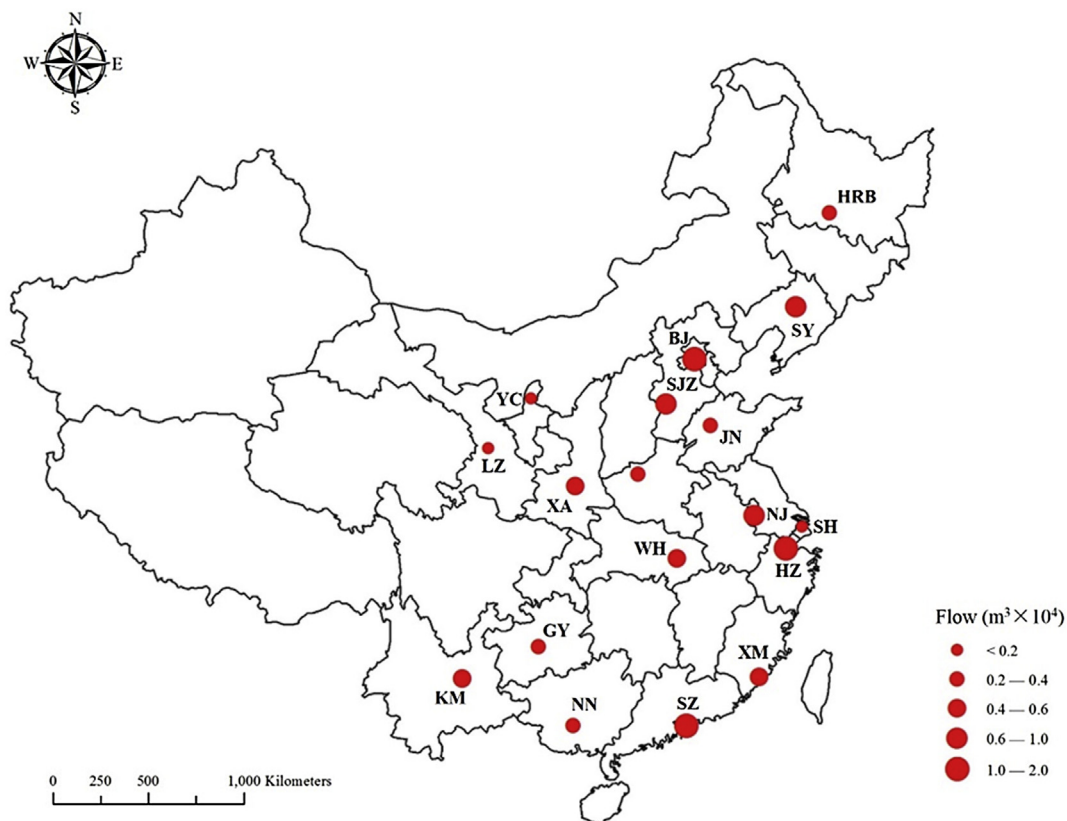 N
W E
S
HRB
SY
BJ
SJZ
YC
JN
LZ
XA
NJ
SH
WH
HZ
GY
XM
KM
NN
SZ
Flow (m³×10⁴)
< 0.2
0.2 — 0.4
0.4 — 0.6
0.6 — 1.0
1.0 — 2.0
0 250 500 1,000 Kilometers